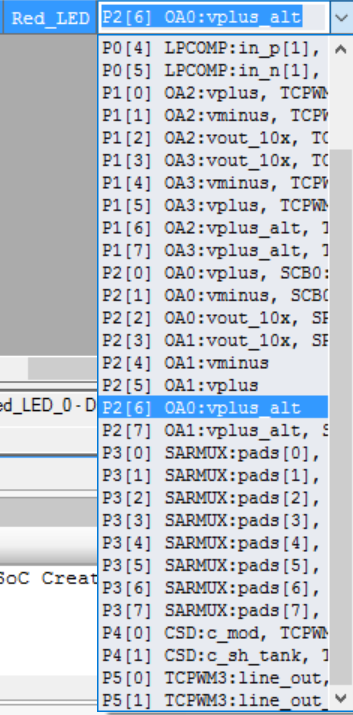 Red_LED P2[6] OA0:vplus_alt
P0[4] LPCOMP:in_p[1],
P0[5] LPCOMP:in_n[1],
P1[0] OA2:vplus, TCPWM
P1[1] OA2:vminus, TCPW
P1[2] OA2:vout_10x, TC
P1[3] OA3:vout_10x, TC
P1[4] OA3:vminus, TCPW
P1[5] OA3:vplus, TCPWM
P1[6] OA2:vplus_alt, T
P1[7] OA3:vplus_alt, T
P2[0] OA0:vplus, SCB0:
P2[1] OA0:vminus, SCB0
P2[2] OA0:vout_10x, SP
P2[3] OA1:vout_10x, SP
P2[4] OA1:vminus
P2[5] OA1:vplus
ed_LED_0 - D
P2[6] OA0:vplus_alt
P2[7] OA1:vplus_alt, S
P3[0] SARMUX:pads[0],
P3[1] SARMUX:pads[1],
P3[2] SARMUX:pads[2],
P3[3] SARMUX:pads[3],
P3[4] SARMUX:pads[4],
P3[5] SARMUX:pads[5],
SoC Creat
P3[6] SARMUX:pads[6],
P3[7] SARMUX:pads[7],
P4[0] CSD:c_mod, TCPWM
P4[1] CSD:c_sh_tank, T
P5[0] TCPWM3:line_out,
P5[1] TCPWM3:line_out_